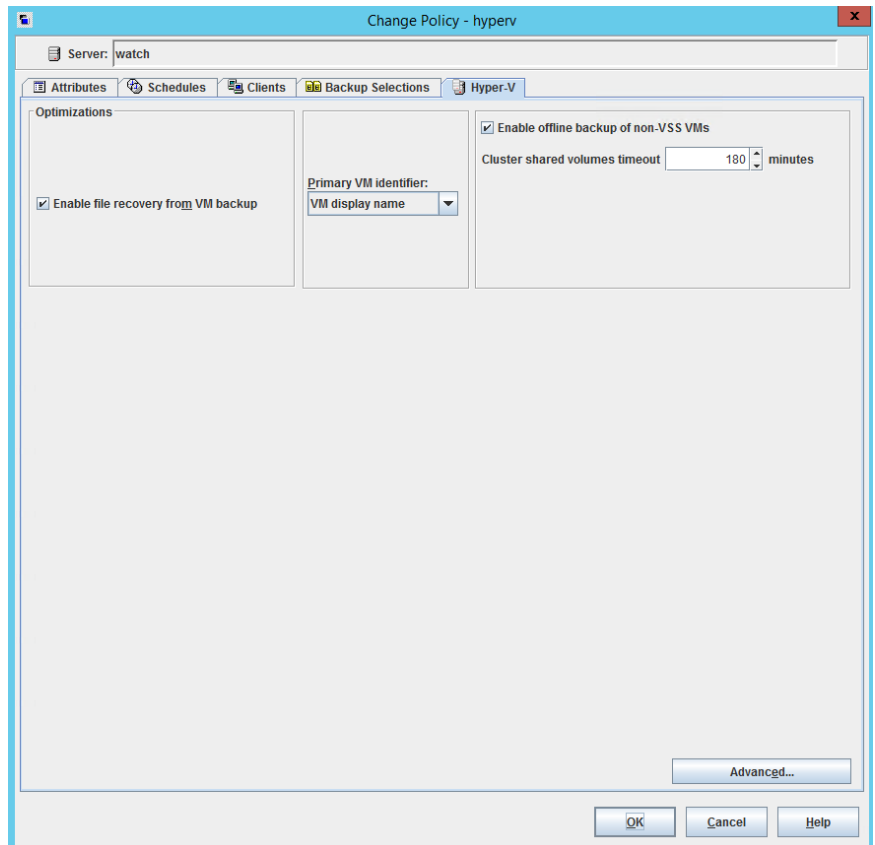 Change Policy - hyperv
x
Server: watch
Attributes Schedules Clients Backup Selections Hyper-V
Optimizations
Enable file recovery from VM backup
Primary VM identifier:
VM display name
Enable offline backup of non-VSS VMs
Cluster shared volumes timeout 180 minutes
Advanced...
OK Cancel Help